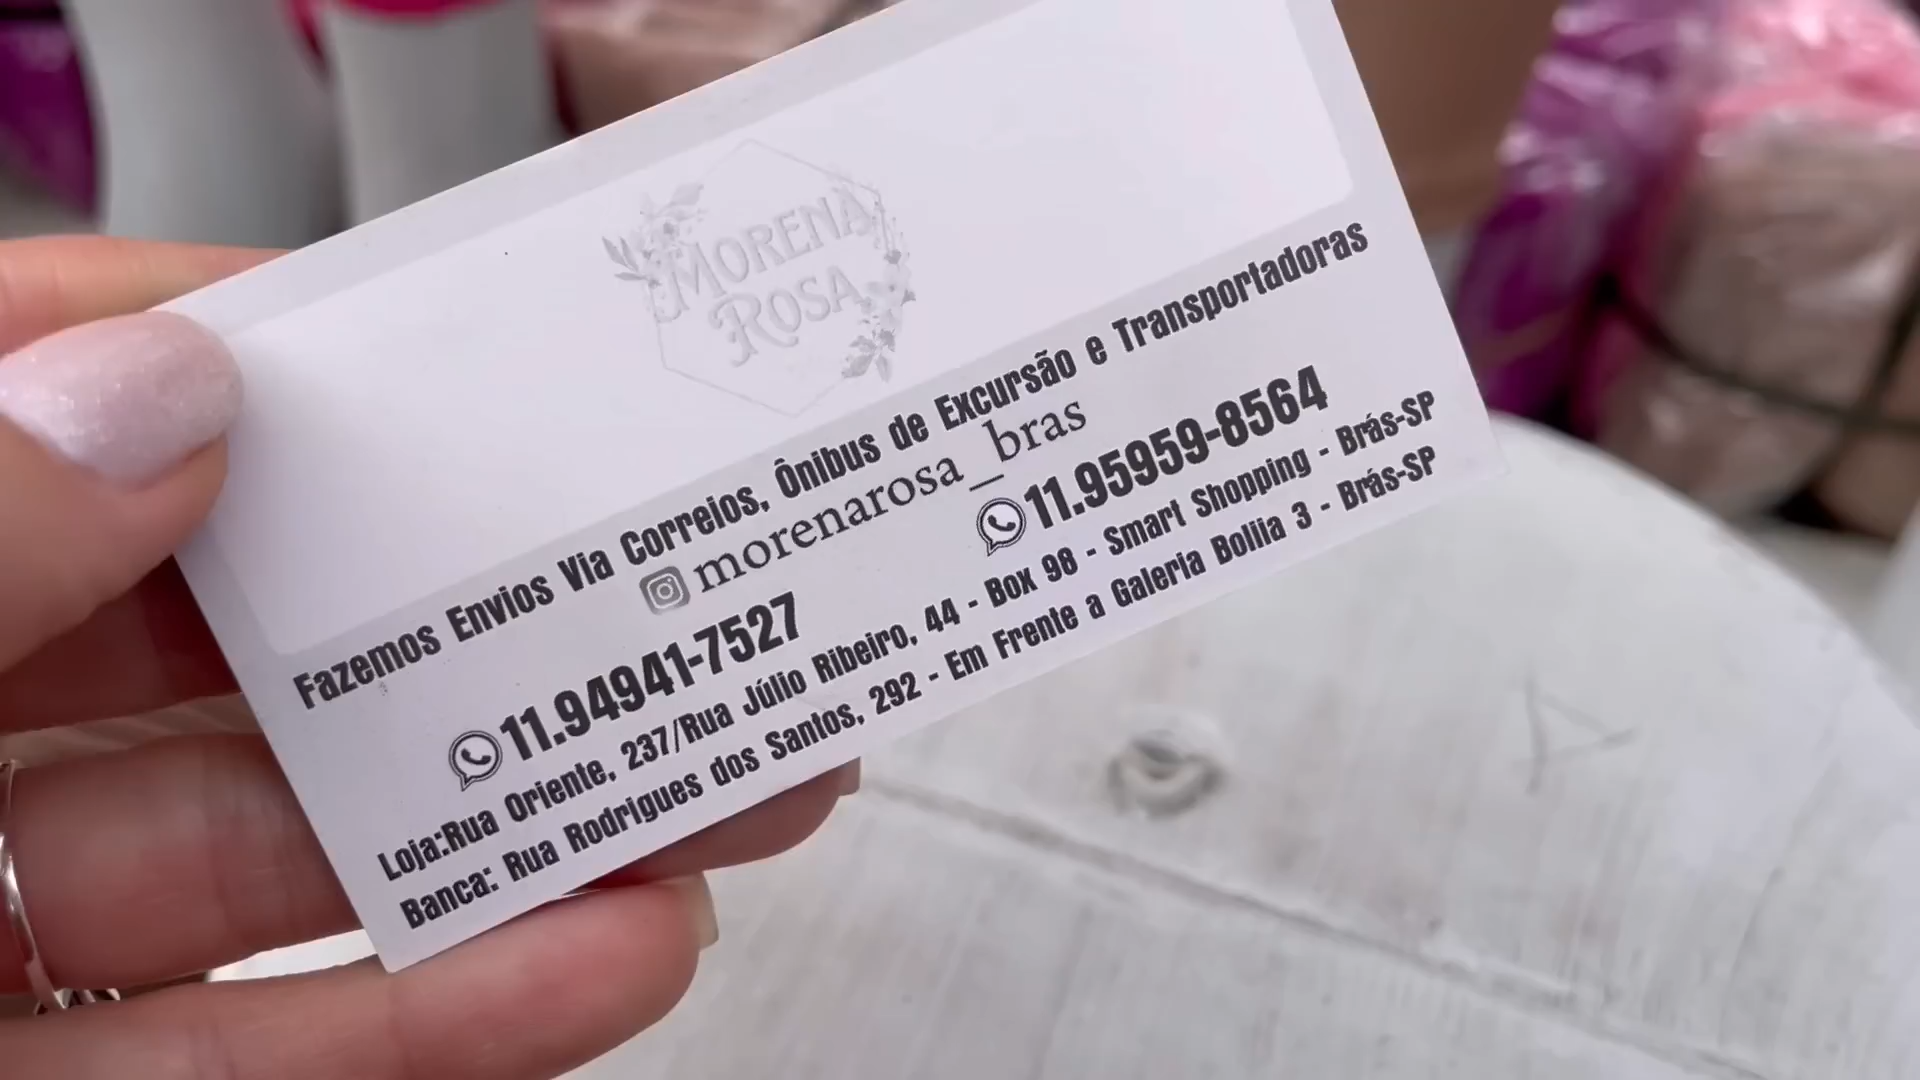 MORENA
ROSA
Fazemos Envios Via Correios, Ônibus de Excursão e Transportadoras
morenarosa_bras
11.94941-7527
11.95959-8564
Loja:Rua Oriente, 237/Rua Júlio Ribeiro, 44 - Box 98 - Smart Shopping - Brás-SP
Banca: Rua Rodrigues dos Santos, 292 - Em Frente a Galeria Boliia 3 - Brás-SP